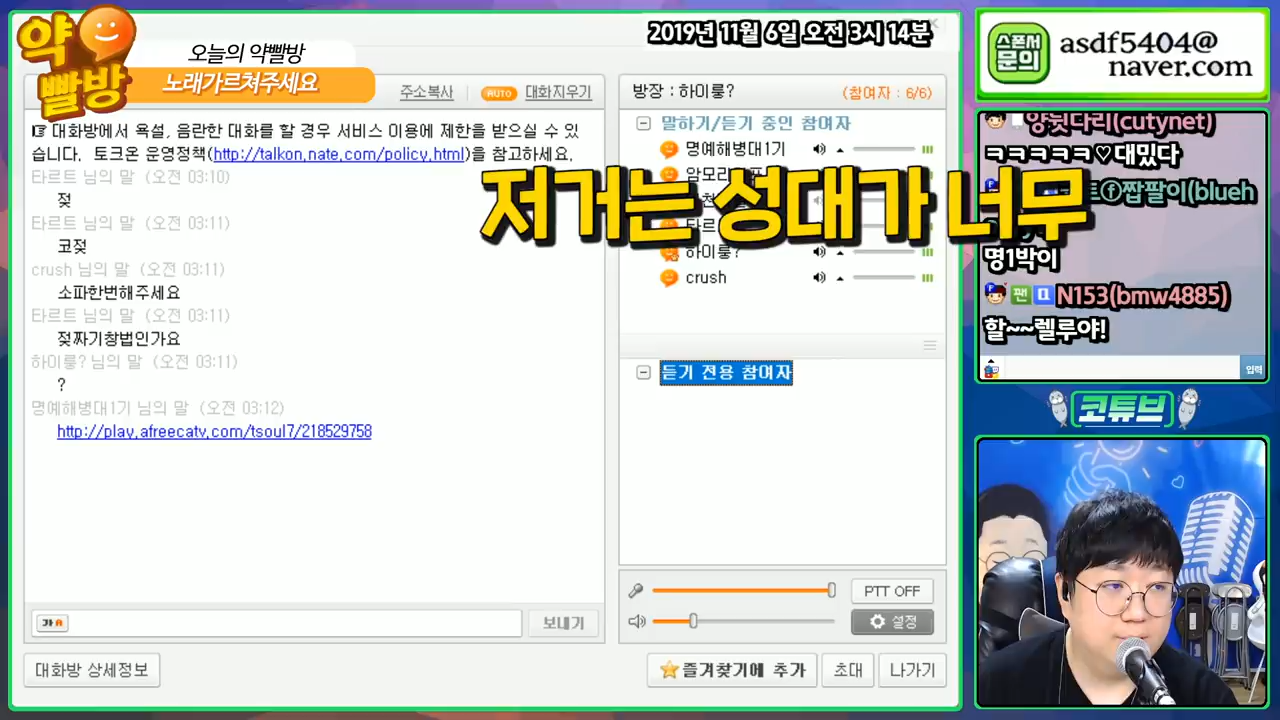 약빨방
오늘의 약빨방
노래가르쳐주세요
2019년 11월 6일 오전 3시 14분
스폰서 문의
asdf5404@
naver.com
주소복사
AUTO 대화지우기
☞ 대화방에서 욕설, 음란한 대화를 할 경우 서비스 이용에 제한을 받으실 수 있
습니다. 토크온 운영정책(http://talkon.nate.com/policy.html)을 참고하세요.
타르트 님의 말 (오전 03:10)
젖
타르트 님의 말 (오전 03:11)
코젖
crush 님의 말 (오전 03:11)
소파한번해주세요
타르트 님의 말 (오전 03:11)
젖짜기창법인가요
하미룽? 님의 말 (오전 03:11)
?
명예해병대1기 님의 말 (오전 03:12)
http://play.afreecatv.com/tsoul7/218529758
가A
보내기
대화방 상세정보
방장 : 하미룽?
(참여자 : 6/6)
말하기/듣기 중인 참여자
명예해병대1기
저거는 성대가 너무
하미룽?
crush
듣기 전용 참여자
PTT OFF
설정
즐겨찾기에 추가
초대
나가기
양뒷다리(cutynet)
ㅋㅋㅋㅋㅋ♡대밌다
트ⓕ짭팔이(blueh
명1박이
팬 N153(bmw4885)
할~~렐루야!
입력
코튜브